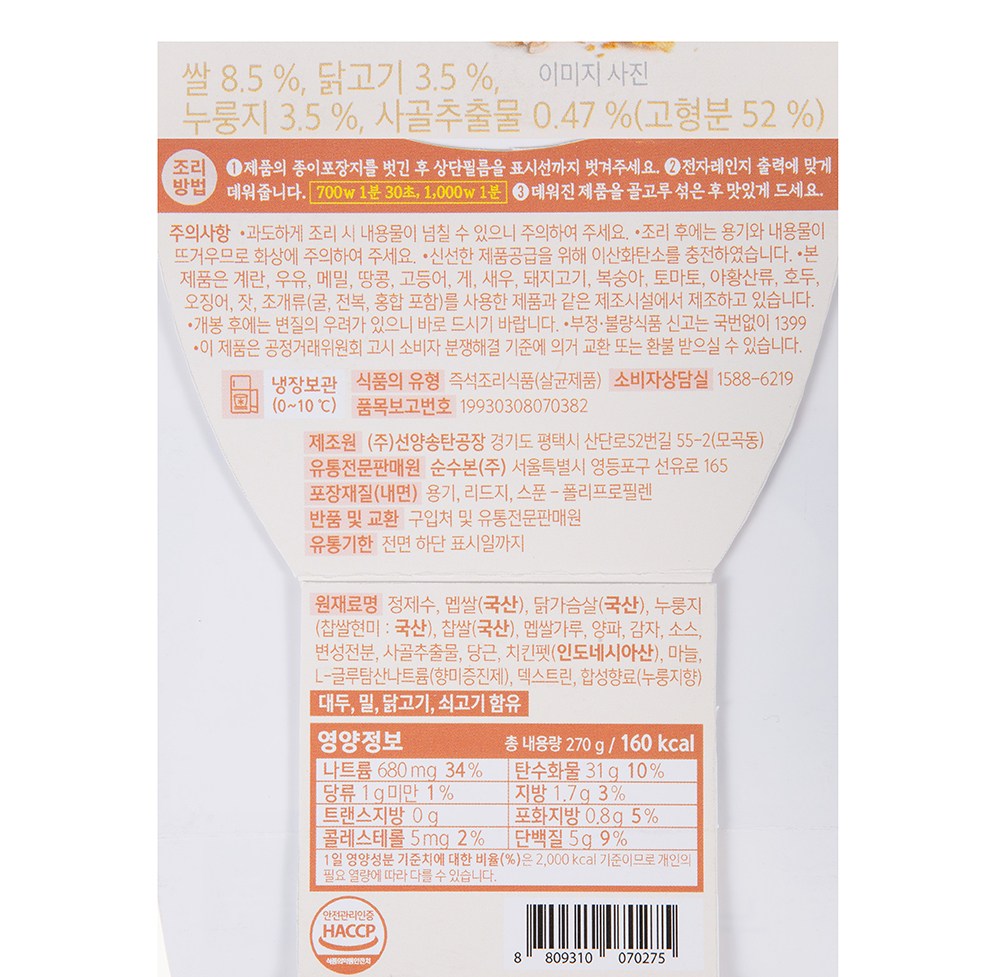 쌀 8.5 %, 닭고기 3.5 %, 이미지 사진
누룽지 3.5 %, 사골추출물 0.47 %(고형분 52 %)
조리 ❶제품의 종이포장지를 벗긴 후 상단필름을 표시선까지 벗겨주세요. ❷전자레인지 출력에 맞게
방법 데워줍니다. 700w 1분 30초, 1,000w 1분 ❸데워진 제품을 골고루 섞은 후 맛있게 드세요.
주의사항 •과도하게 조리 시 내용물이 넘칠 수 있으니 주의하여 주세요. •조리 후에는 용기와 내용물이
뜨거우므로 화상에 주의하여 주세요. •신선한 제품공급을 위해 이산화탄소를 충전하였습니다. •본
제품은 계란, 우유, 메밀, 땅콩, 고등어, 게, 새우, 돼지고기, 복숭아, 토마토, 아황산류, 호두,
오징어, 잣, 조개류(굴, 전복, 홍합 포함)를 사용한 제품과 같은 제조시설에서 제조하고 있습니다.
•개봉 후에는 변질의 우려가 있으니 바로 드시기 바랍니다. •부정·불량식품 신고는 국번없이 1399
•이 제품은 공정거래위원회 고시 소비자 분쟁해결 기준에 의거 교환 또는 환불 받으실 수 있습니다.
냉장보관 식품의 유형 즉석조리식품(살균제품) 소비자상담실 1588-6219
(0~10 ℃) 품목보고번호 19930308070382
제조원 (주)선양송탄공장 경기도 평택시 산단로52번길 55-2(모곡동)
유통전문판매원 순수본(주) 서울특별시 영등포구 선유로 165
포장재질(내면) 용기, 리드지, 스푼 – 폴리프로필렌
반품 및 교환 구입처 및 유통전문판매원
유통기한 전면 하단 표시일까지
원재료명 정제수, 멥쌀(국산), 닭가슴살(국산), 누룽지
(찹쌀현미 : 국산), 찹쌀(국산), 멥쌀가루, 양파, 감자, 소스,
변성전분, 사골추출물, 당근, 치킨펫(인도네시아산), 마늘,
L-글루탐산나트륨(향미증진제), 덱스트린, 합성향료(누룽지향)
대두, 밀, 닭고기, 쇠고기 함유
영양정보 총 내용량 270 g / 160 kcal
나트륨 680 mg 34 % 탄수화물 31 g 10 %
당류 1 g 미만 1 % 지방 1.7 g 3 %
트랜스지방 0 g 포화지방 0.8 g 5 %
콜레스테롤 5 mg 2 % 단백질 5 g 9 %
1일 영양성분 기준치에 대한 비율(%)은 2,000 kcal 기준이므로 개인의
필요 열량에 따라 다를 수 있습니다.
안전관리인증
HACCP
식품의약품안전처
8 809310 070275